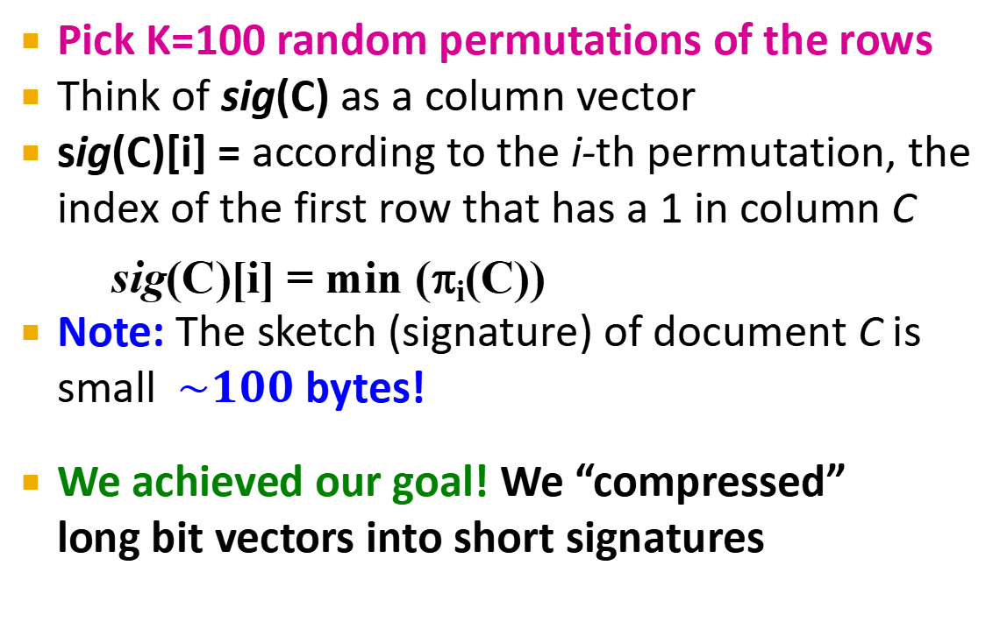 ▪ Pick K=100 random permutations of the rows
▪ Think of sig(C) as a column vector
▪ sig(C)[i] = according to the i-th permutation, the
index of the first row that has a 1 in column C
sig(C)[i] = min (πi(C))
▪ Note: The sketch (signature) of document C is
small ~100 bytes!
▪ We achieved our goal! We “compressed”
long bit vectors into short signatures